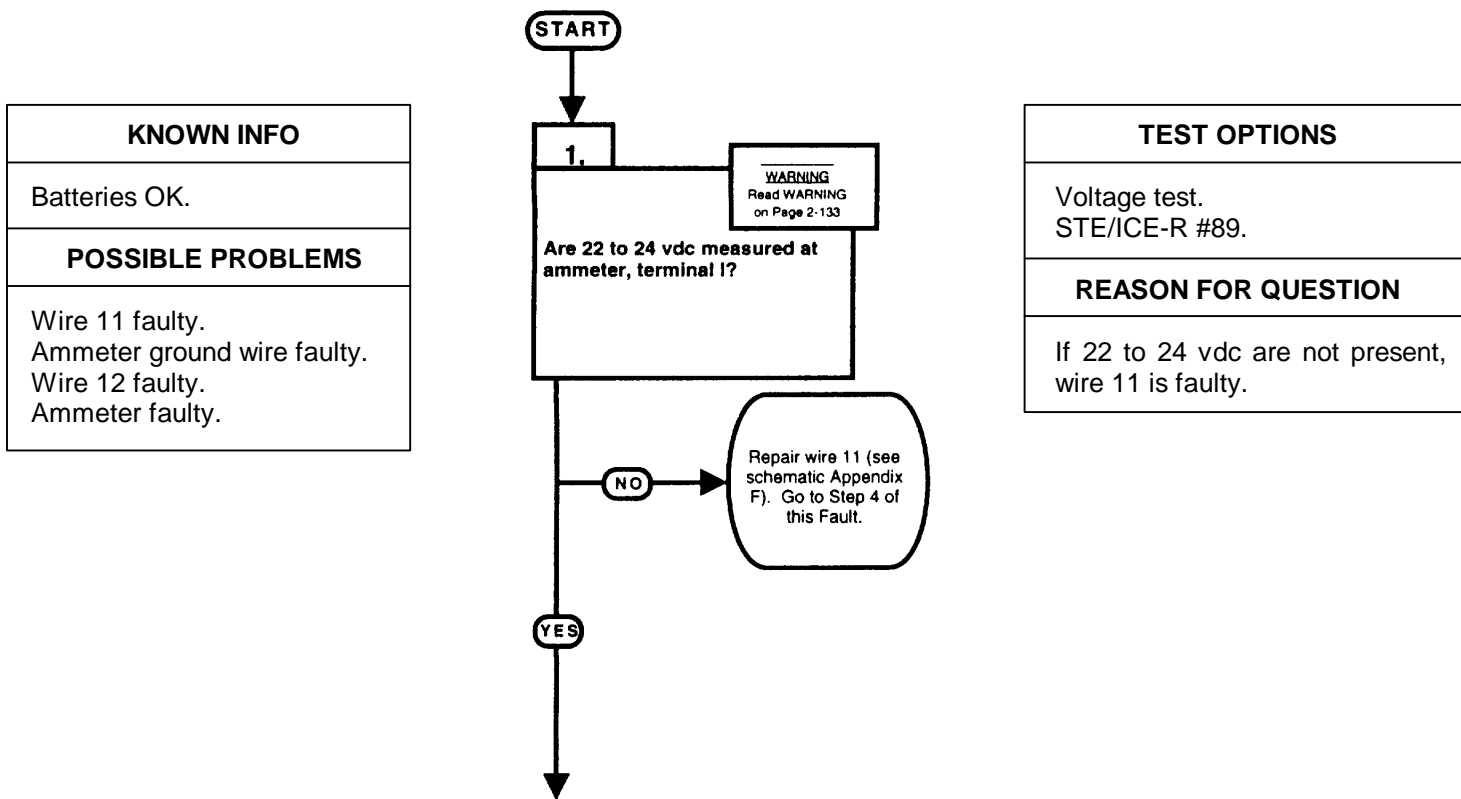 START
KNOWN INFO
Batteries OK.
POSSIBLE PROBLEMS
Wire 11 faulty.
Ammeter ground wire faulty.
Wire 12 faulty.
Ammeter faulty.
1.
WARNING
Read WARNING
on Page 2-133
Are 22 to 24 vdc measured at
ammeter, terminal I?
TEST OPTIONS
Voltage test.
STE/ICE-R #89.
REASON FOR QUESTION
If 22 to 24 vdc are not present,
wire 11 is faulty.
NO
Repair wire 11 (see
schematic Appendix
F). Go to Step 4 of
this Fault.
YES